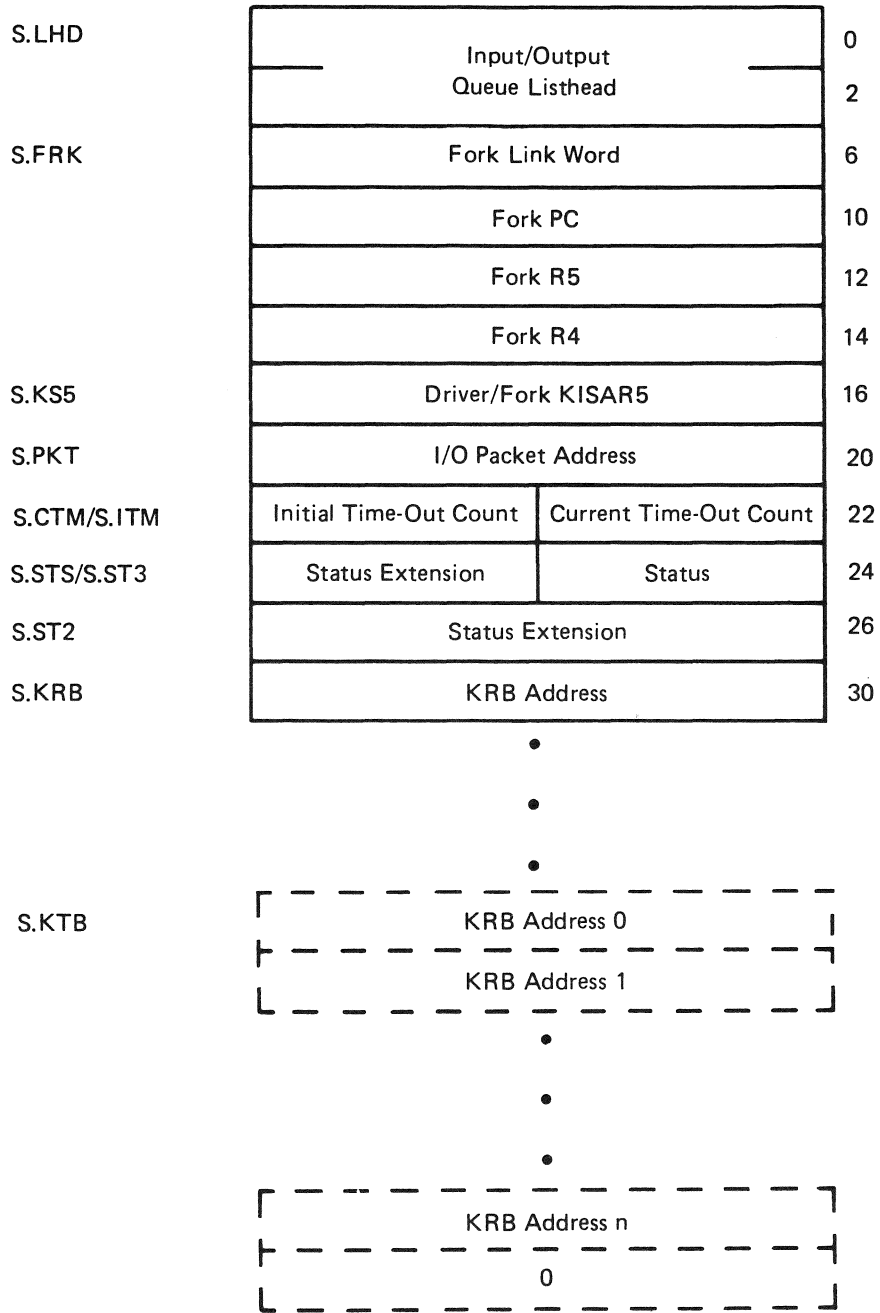 S.LHD Input/Output 0
Queue Listhead 2
S.FRK Fork Link Word 6
Fork PC 10
Fork R5 12
Fork R4 14
S.KS5 Driver/Fork KISAR5 16
S.PKT I/O Packet Address 20
S.CTM/S.ITM Initial Time-Out Count Current Time-Out Count 22
S.STS/S.ST3 Status Extension Status 24
S.ST2 Status Extension 26
S.KRB KRB Address 30
S.KTB KRB Address 0
KRB Address 1
KRB Address n
0